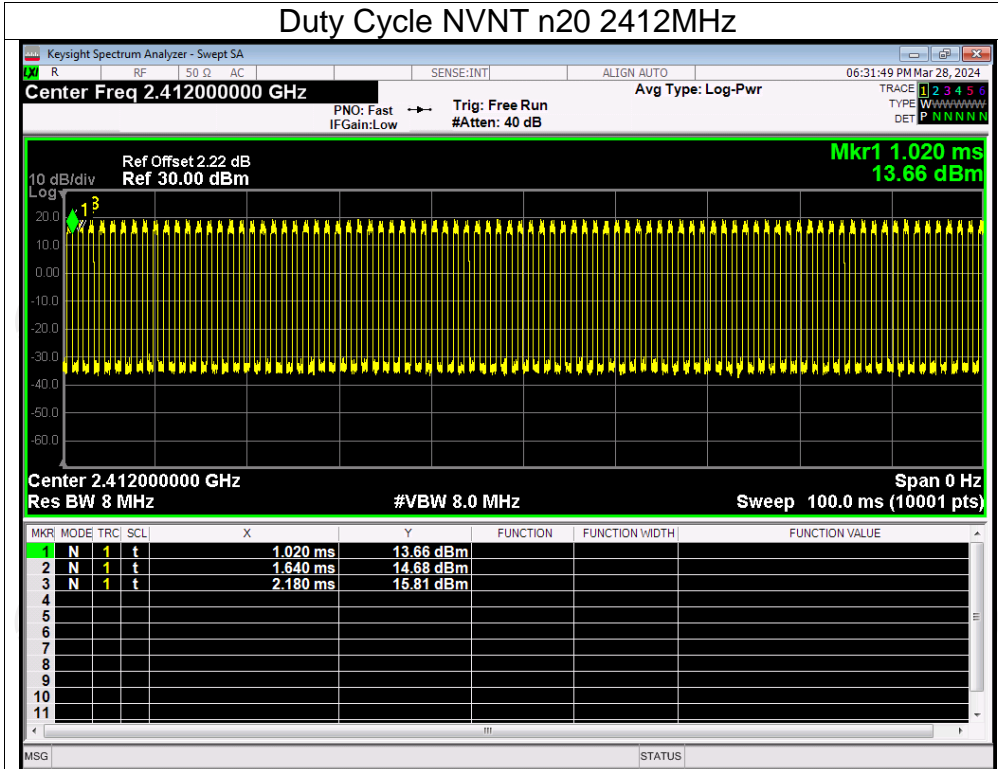 Duty Cycle NVNT n20 2412MHz
Keysight Spectrum Analyzer - Swept SA
LXI R RF 50 Ω AC SENSE:INT ALIGN AUTO 06:31:49 PM Mar 28, 2024
Center Freq 2.412000000 GHz Avg Type: Log-Pwr TRACE 1 2 3 4 5 6
PNO: Fast Trig: Free Run TYPE WWWWWW
IFGain:Low #Atten: 40 dB DET P N N N N N
Mkr1 1.020 ms
Ref Offset 2.22 dB
10 dB/div Ref 30.00 dBm 13.66 dBm
Log
1 3
20.0
10.0
0.00
-10.0
-20.0
-30.0
-40.0
-50.0
-60.0
Center 2.412000000 GHz Span 0 Hz
Res BW 8 MHz #VBW 8.0 MHz Sweep 100.0 ms (10001 pts)
MKR MODE TRC SCL X Y FUNCTION FUNCTION WIDTH FUNCTION VALUE
1 N 1 t 1.020 ms 13.66 dBm
2 N 1 t 1.640 ms 14.68 dBm
3 N 1 t 2.180 ms 15.81 dBm
4
5
6
7
8
9
10
11
MSG STATUS